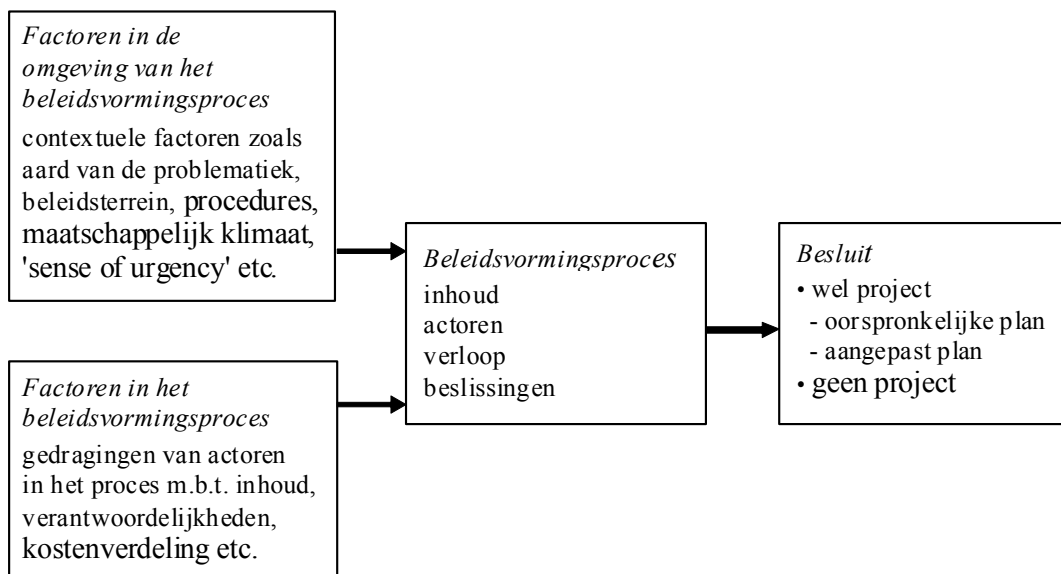 Factoren in de
omgeving van het
beleidsvormingsproces
contextuele factoren zoals
aard van de problematiek,
beleidsterrein, procedures,
maatschappelijk klimaat,
'sense of urgency' etc.
Factoren in het
beleidsvormingsproces
gedragingen van actoren
in het proces m.b.t. inhoud,
verantwoordelijkheden,
kostenverdeling etc.
Beleidsvormingsproces
inhoud
actoren
verloop
beslissingen
Besluit
• wel project
- oorspronkelijke plan
- aangepast plan
• geen project